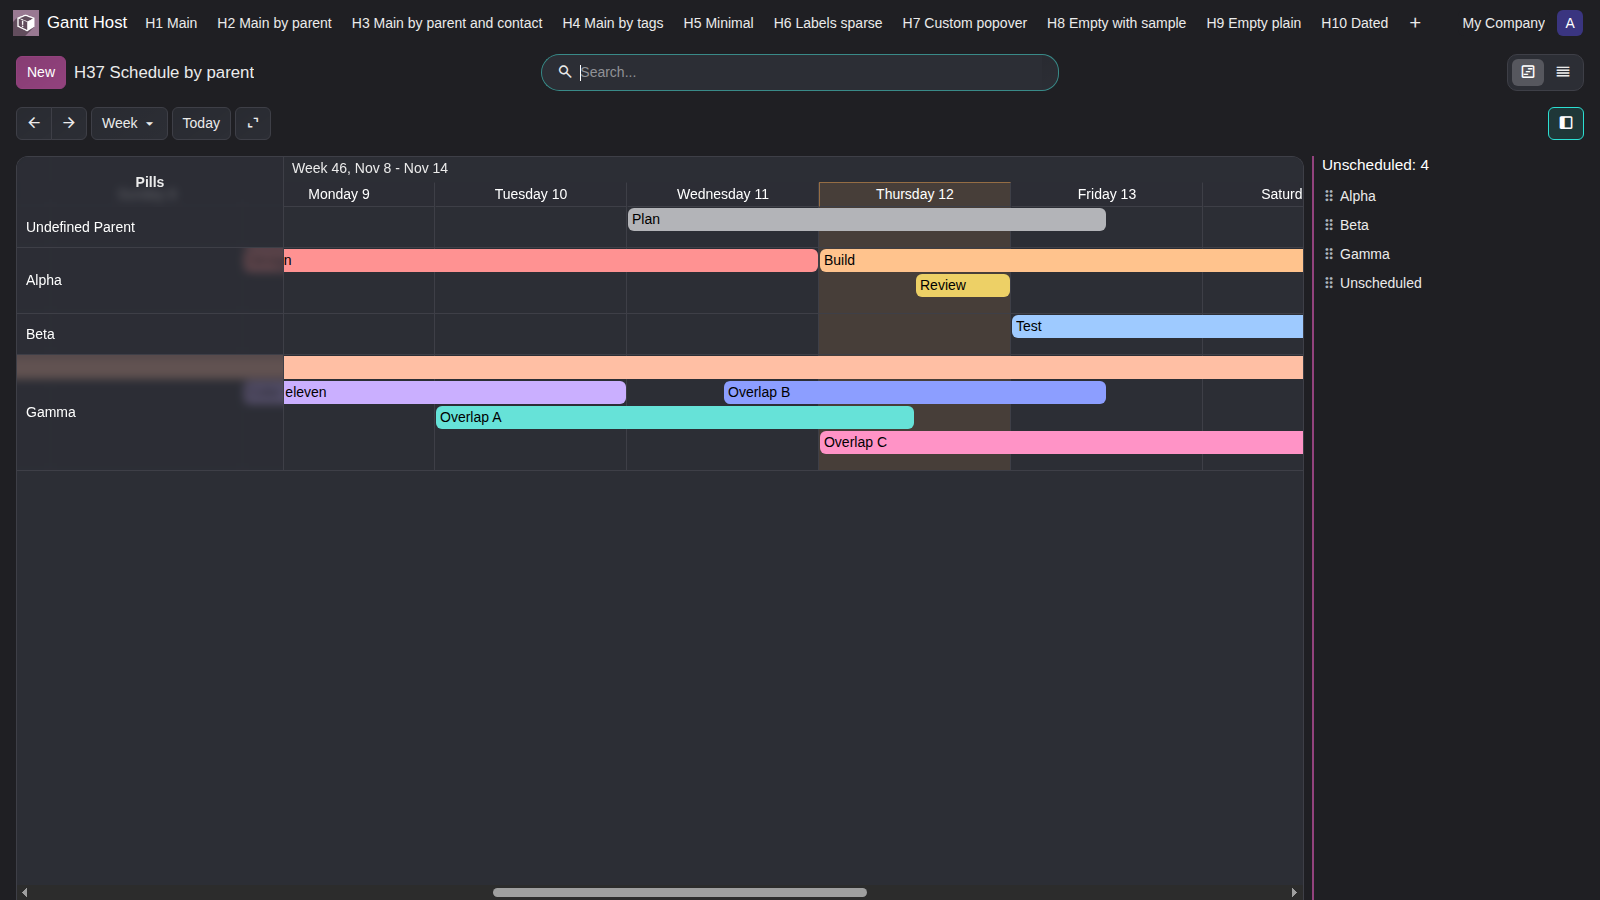 Gantt Host H1 Main H2 Main by parent H3 Main by parent and contact H4 Main by tags H5 Minimal H6 Labels sparse H7 Custom popover H8 Empty with sample H9 Empty plain H10 Dated + My Company A
New H37 Schedule by parent Search...
Week Today
Week 46, Nov 8 - Nov 14
Pills
Monday 9 Tuesday 10 Wednesday 11 Thursday 12 Friday 13 Saturd
Undefined Parent Plan
Alpha n Build
Review
Beta Test
Gamma
eleven Overlap B
Overlap A
Overlap C
Unscheduled: 4
Alpha
Beta
Gamma
Unscheduled